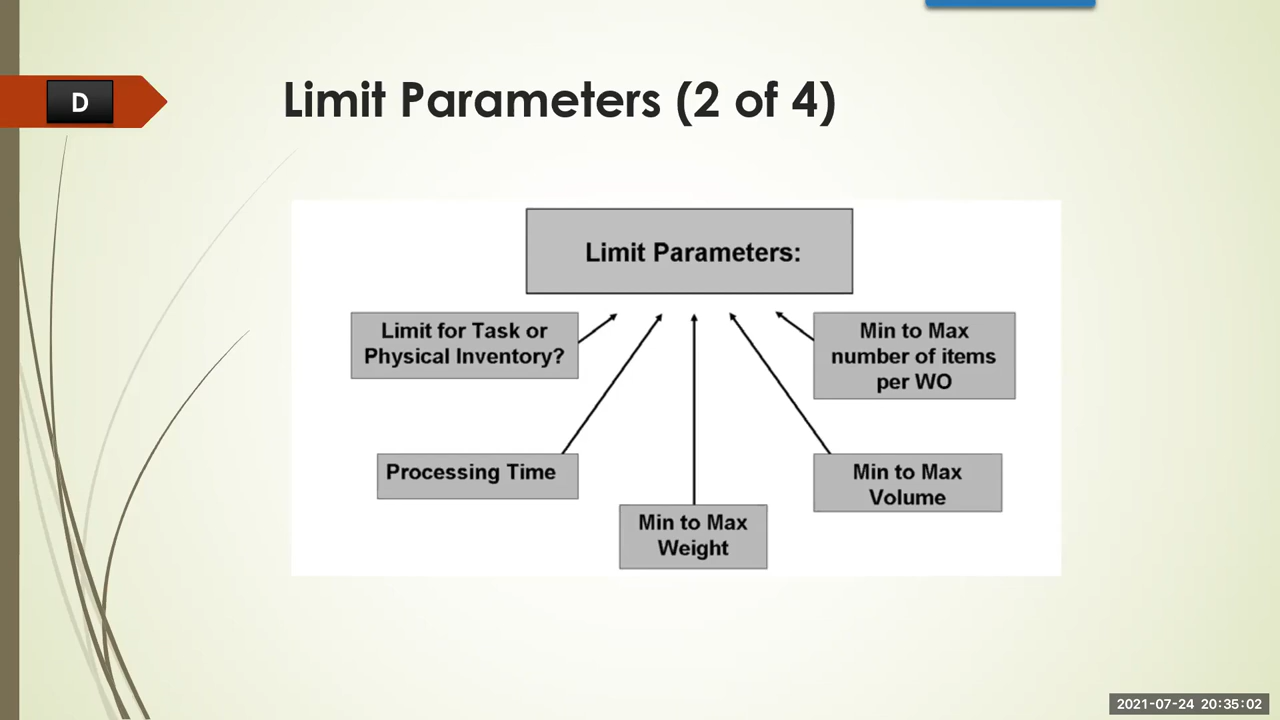 D
Limit Parameters (2 of 4)
Limit Parameters:
Limit for Task or
Physical Inventory?
Min to Max
number of items
per WO
Processing Time
Min to Max
Volume
Min to Max
Weight
2021-07-24 20:35:02